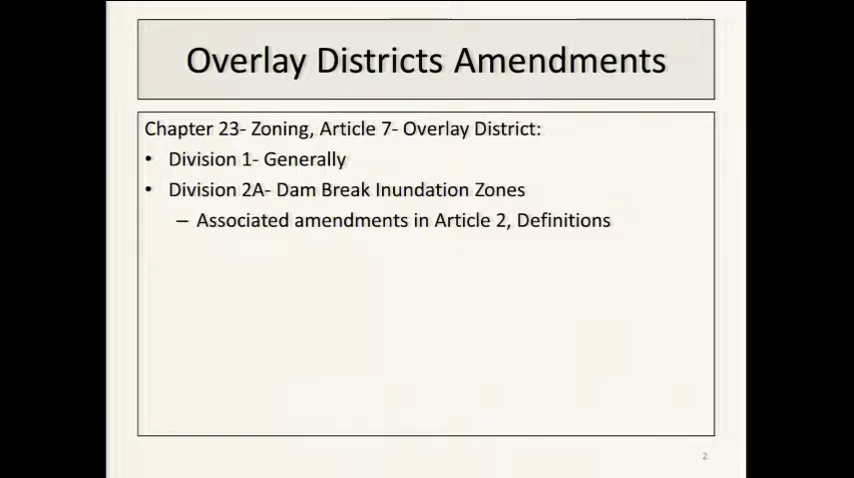 Overlay Districts Amendments
Chapter 23- Zoning, Article 7- Overlay District:
• Division 1- Generally
• Division 2A- Dam Break Inundation Zones
– Associated amendments in Article 2, Definitions
2